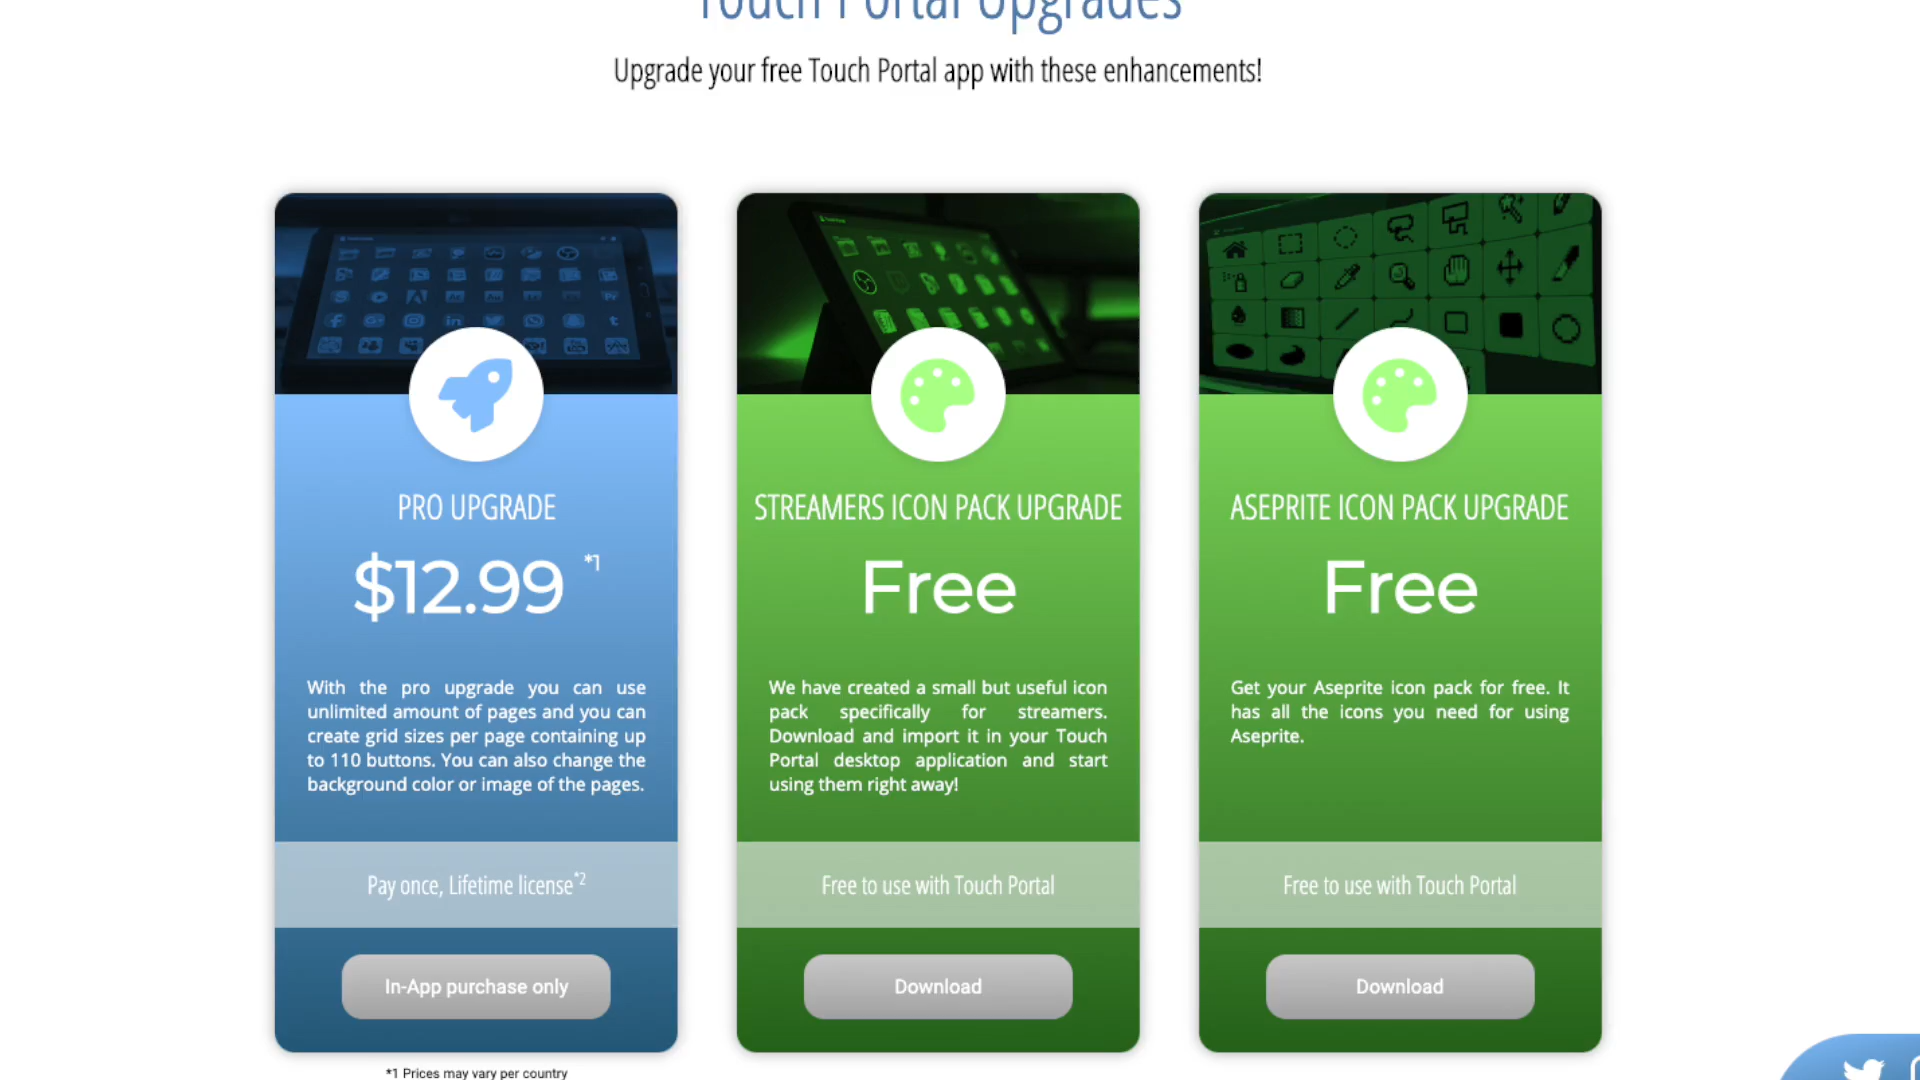 Touch Portal Upgrades
Upgrade your free Touch Portal app with these enhancements!
PRO UPGRADE
$12.99 *1
With the pro upgrade you can use
unlimited amount of pages and you can
create grid sizes per page containing up
to 110 buttons. You can also change the
background color or image of the pages.
Pay once, Lifetime license*2
In-App purchase only
*1 Prices may vary per country
STREAMERS ICON PACK UPGRADE
Free
We have created a small but useful icon
pack specifically for streamers.
Download and import it in your Touch
Portal desktop application and start
using them right away!
Free to use with Touch Portal
Download
ASEPRITE ICON PACK UPGRADE
Free
Get your Aseprite icon pack for free. It
has all the icons you need for using
Aseprite.
Free to use with Touch Portal
Download